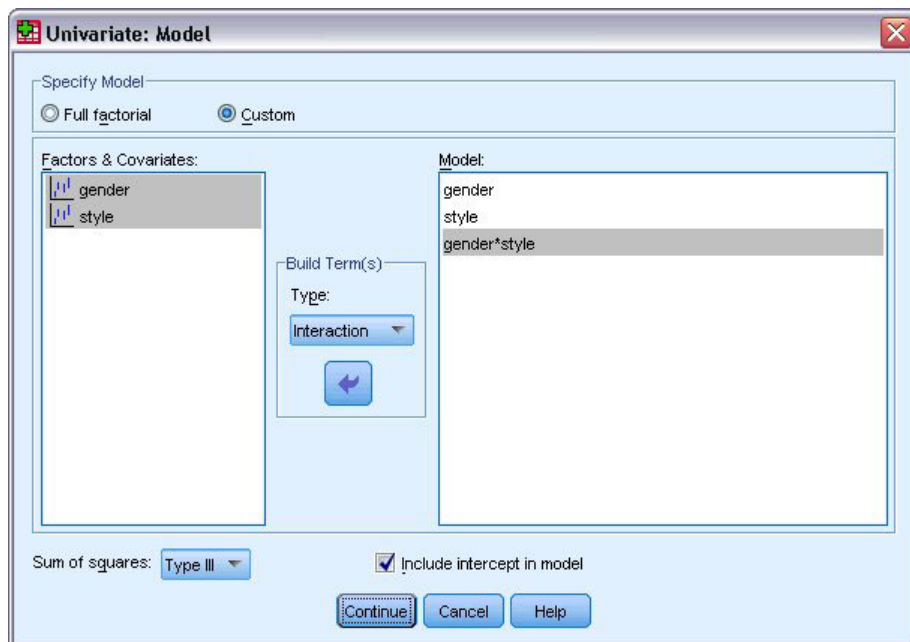 Univariate: Model
Specify Model
Full factorial
Custom
Factors & Covariates:
gender
style
Build Term(s)
Type:
Interaction
Model:
gender
style
gender*style
Sum of squares: Type III
Include intercept in model
Continue Cancel Help